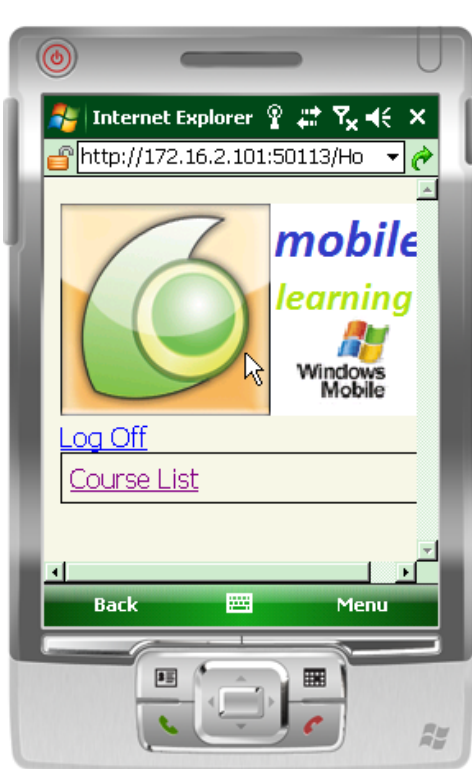 Internet Explorer
http://172.16.2.101:50113/Ho
mobile
learning
Windows
Mobile
Log Off
Course List
Back Menu